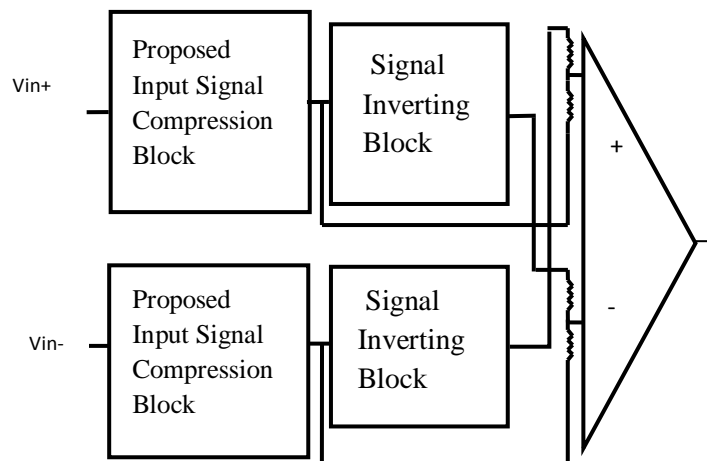 Vin+
Proposed
Input Signal
Compression
Block
Signal
Inverting
Block
+
Vin-
Proposed
Input Signal
Compression
Block
Signal
Inverting
Block
-